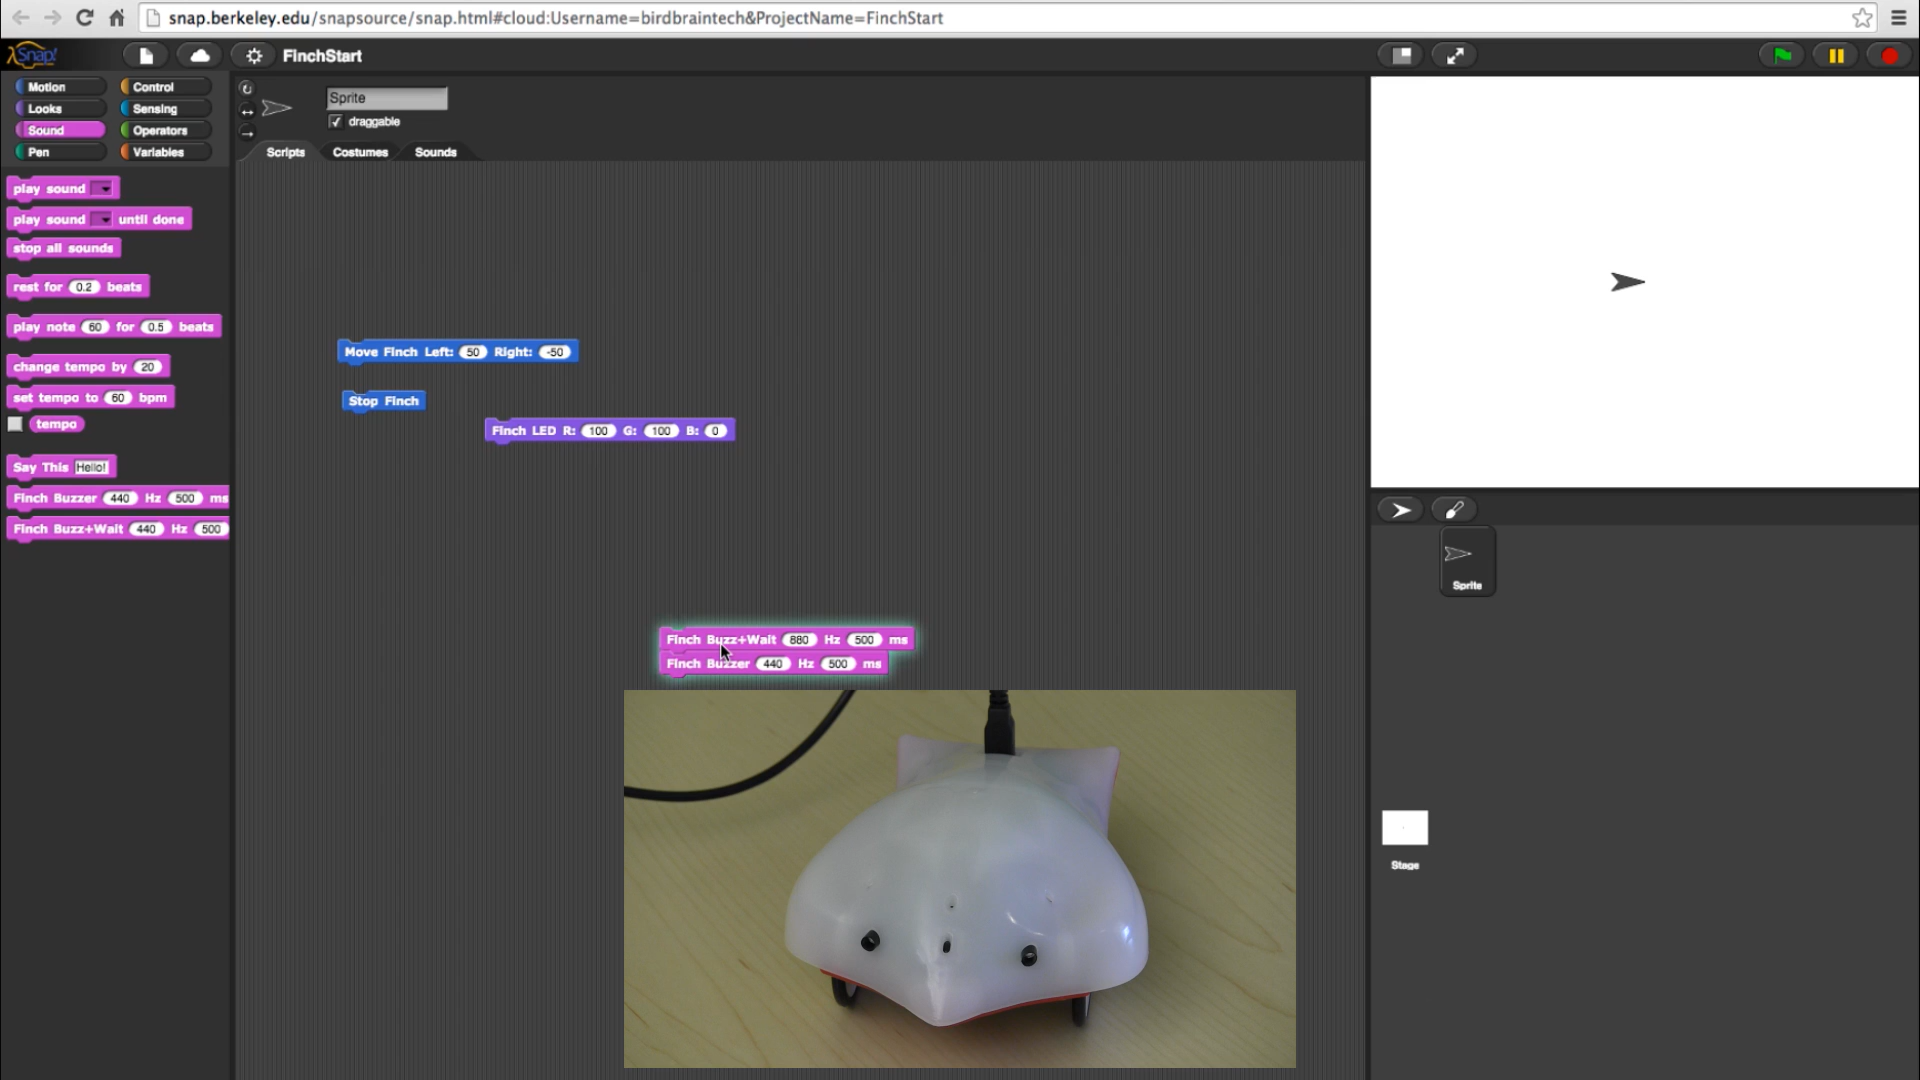 snap.berkeley.edu/snapsource/snap.html#cloud:Username=birdbraintech&ProjectName=FinchStart
Snap! FinchStart
Motion Control
Looks Sensing
Sound Operators
Pen Variables
Sprite
draggable
Scripts Costumes Sounds
play sound
play sound until done
stop all sounds
rest for 0.2 beats
play note 60 for 0.5 beats
change tempo by 20
set tempo to 60 bpm
tempo
Say This Hello!
Finch Buzzer 440 Hz 500 ms
Finch Buzz+Wait 440 Hz 500
Move Finch Left: 50 Right: -50
Stop Finch
Finch LED R: 100 G: 100 B: 0
Finch Buzz+Wait 880 Hz 500 ms
Finch Buzzer 440 Hz 500 ms
Sprite
Stage